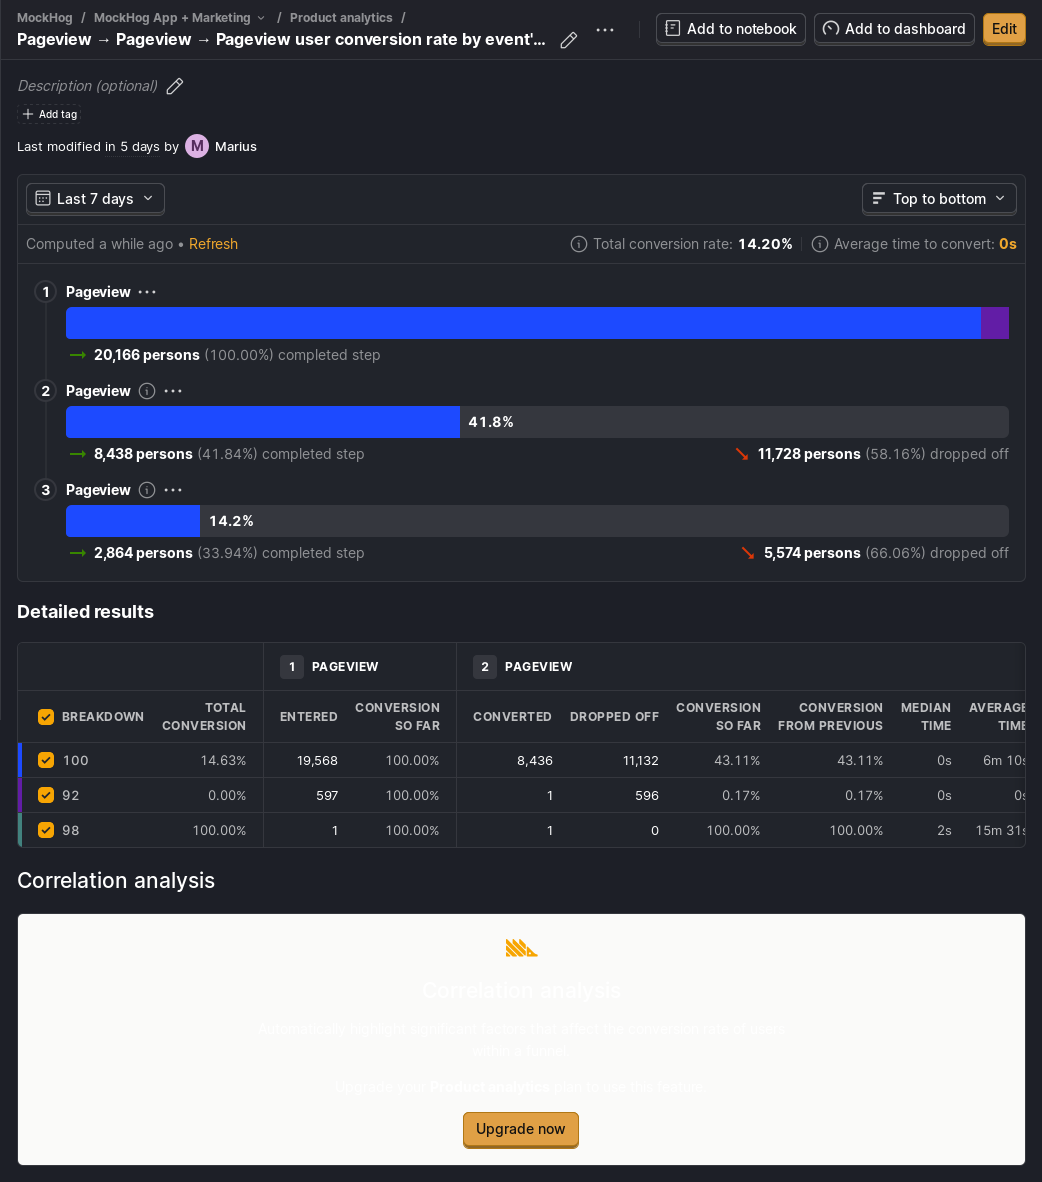 MockHog / MockHog App + Marketing / Product analytics /
Pageview → Pageview → Pageview user conversion rate by event'...
Add to notebook
Add to dashboard
Edit
Description (optional)
Add tag
Last modified in 5 days by M Marius
Last 7 days
Top to bottom
Computed a while ago • Refresh
Total conversion rate: 14.20%
Average time to convert: 0s
1 Pageview
20,166 persons (100.00%) completed step
2 Pageview
41.8%
8,438 persons (41.84%) completed step
11,728 persons (58.16%) dropped off
3 Pageview
14.2%
2,864 persons (33.94%) completed step
5,574 persons (66.06%) dropped off
Detailed results
1 PAGEVIEW
2 PAGEVIEW
BREAKDOWN
TOTAL CONVERSION
ENTERED
CONVERSION SO FAR
CONVERTED
DROPPED OFF
CONVERSION SO FAR
CONVERSION FROM PREVIOUS
MEDIAN TIME
AVERAGE TIME
100 14.63% 19,568 100.00% 8,436 11,132 43.11% 43.11% 0s 6m 10s
92 0.00% 597 100.00% 1 596 0.17% 0.17% 0s 0s
98 100.00% 1 100.00% 1 0 100.00% 100.00% 2s 15m 31s
Correlation analysis
Correlation analysis
Upgrade now